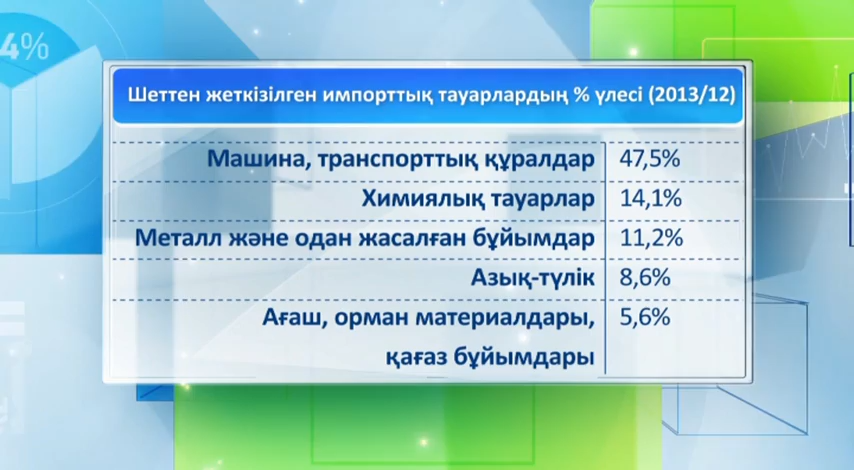 4%
Шеттен жеткізілген импорттық тауарлардың % үлесі (2013/12)
Машина, транспорттық құралдар 47,5%
Химиялық тауарлар 14,1%
Металл және одан жасалған бұйымдар 11,2%
Азық-түлік 8,6%
Ағаш, орман материалдары, 5,6%
қағаз бұйымдары